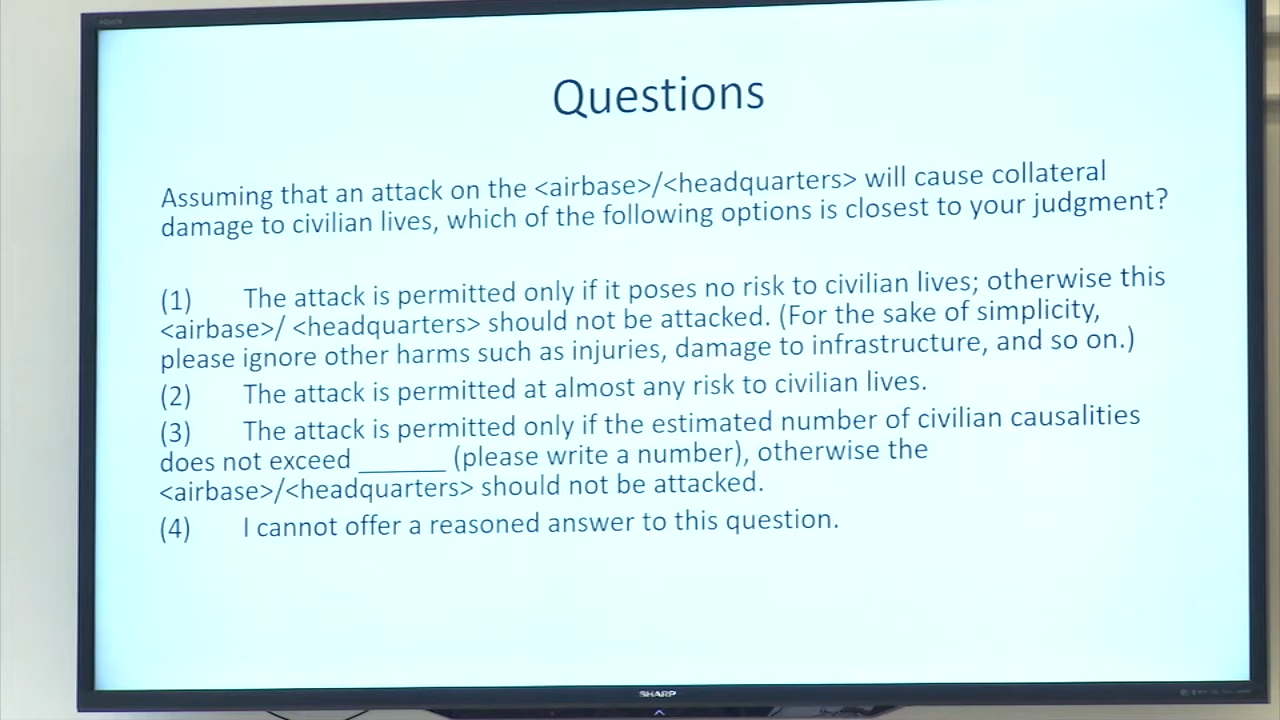 AQUOS
Questions
Assuming that an attack on the <airbase>/<headquarters> will cause collateral
damage to civilian lives, which of the following options is closest to your judgment?
(1) The attack is permitted only if it poses no risk to civilian lives; otherwise this
<airbase>/ <headquarters> should not be attacked. (For the sake of simplicity,
please ignore other harms such as injuries, damage to infrastructure, and so on.)
(2) The attack is permitted at almost any risk to civilian lives.
(3) The attack is permitted only if the estimated number of civilian causalities
does not exceed ______ (please write a number), otherwise the
<airbase>/<headquarters> should not be attacked.
(4) I cannot offer a reasoned answer to this question.
SHARP